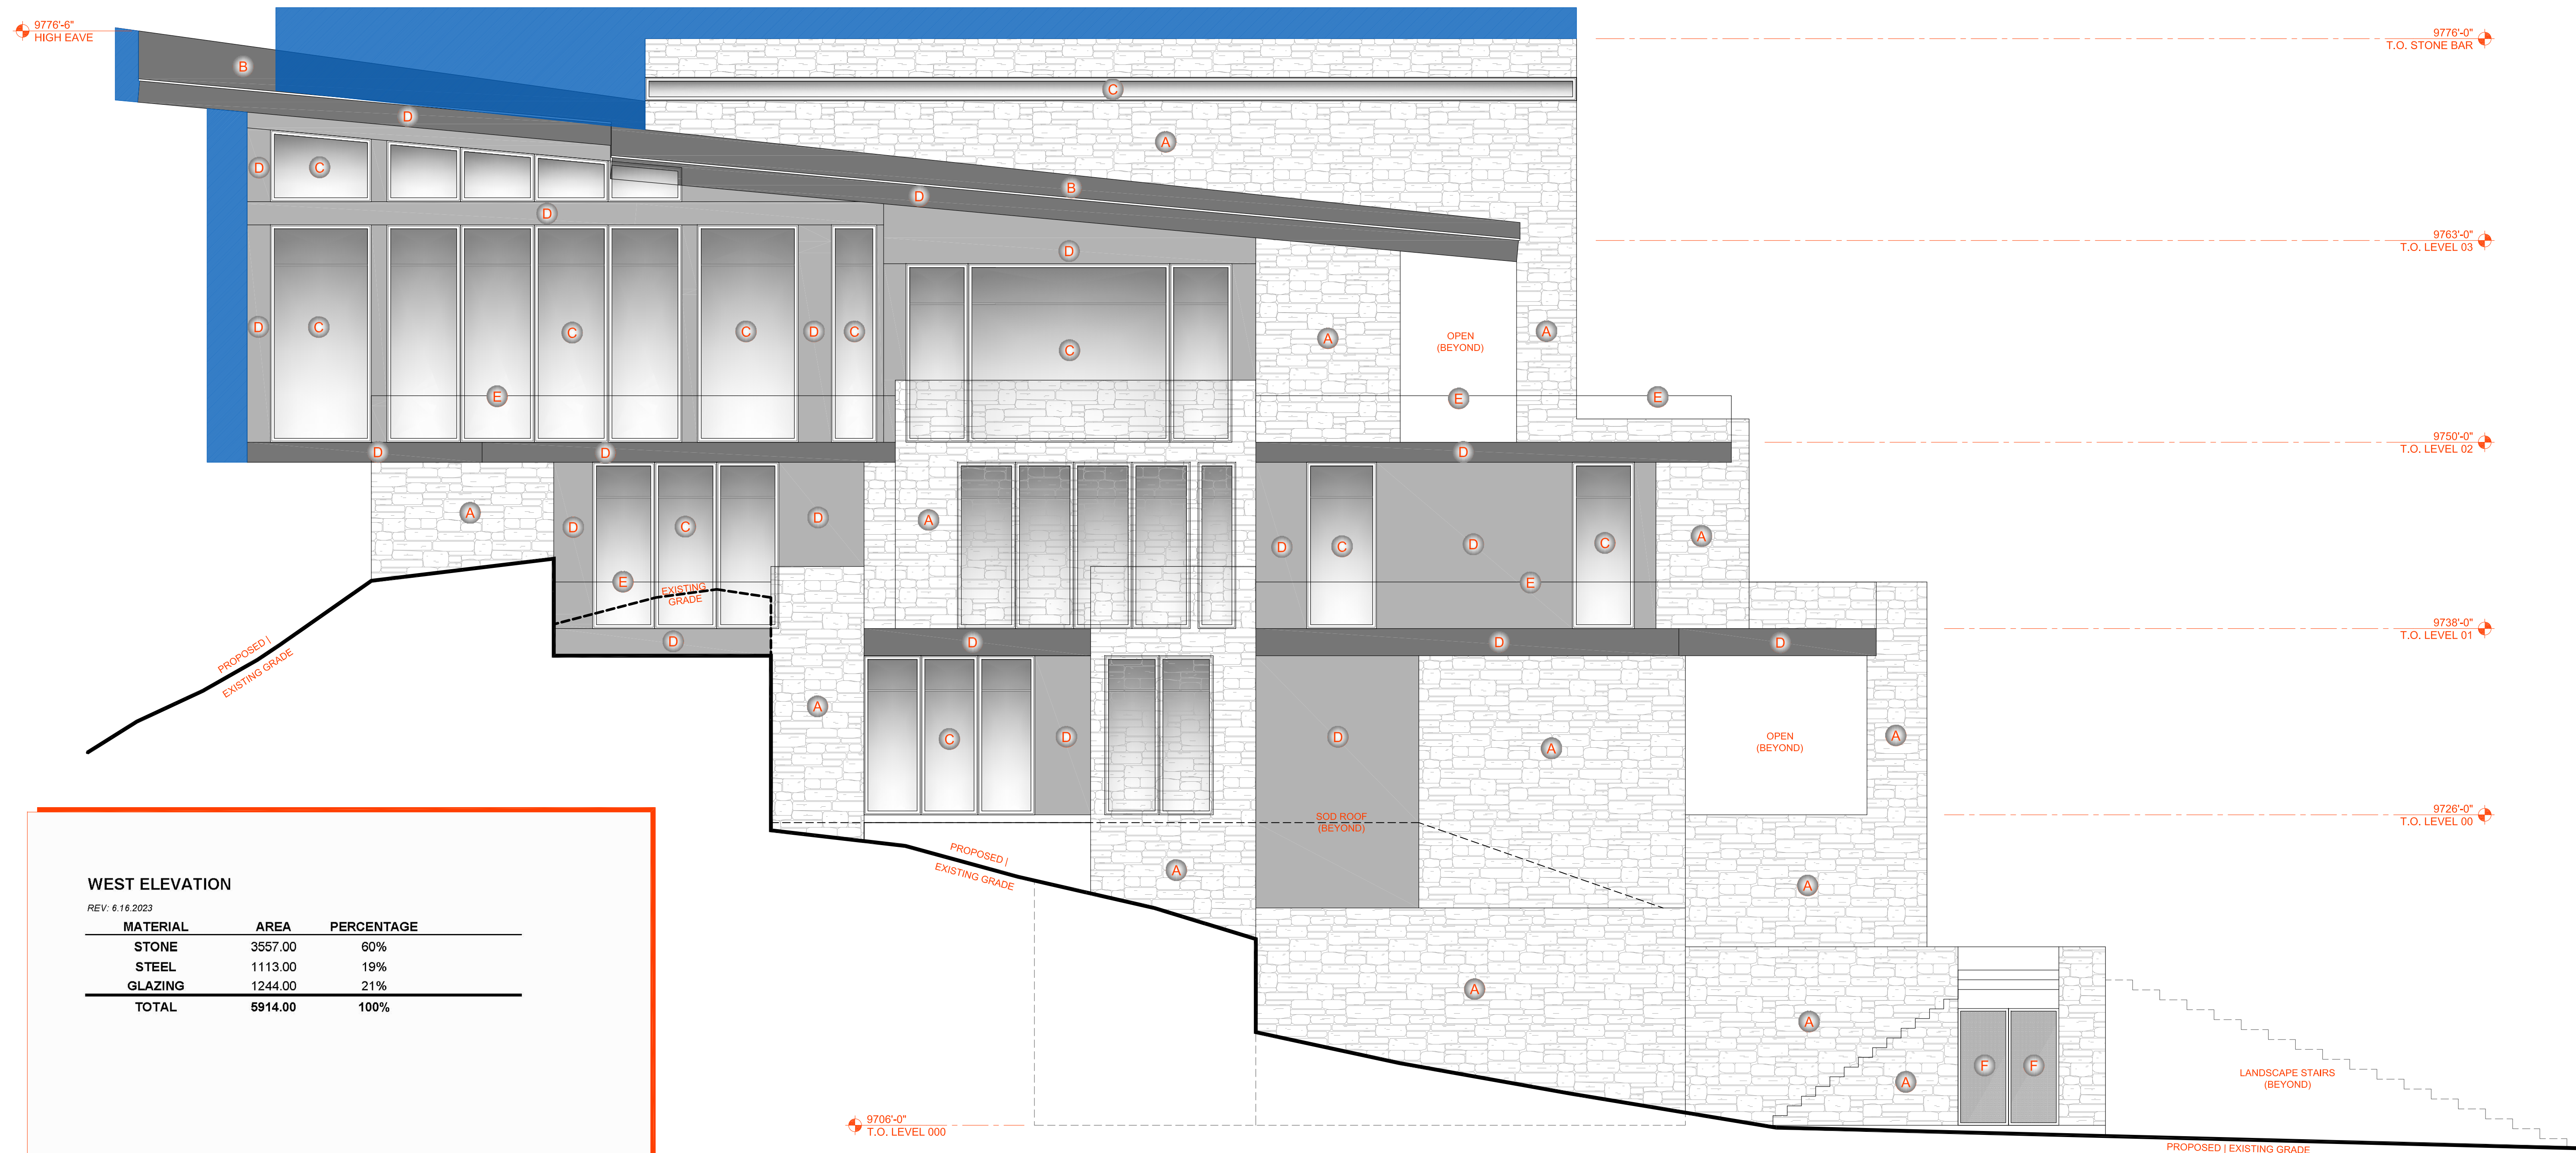 9776'-6"
HIGH EAVE
9776'-0"
T.O. STONE BAR
B
C
D
A
D
C
B
D
D
9763'-0"
T.O. LEVEL 03
D
D
C
C
C
D
C
C
A
OPEN
(BEYOND)
A
E
E
E
9750'-0"
T.O. LEVEL 02
D
D
D
A
D
C
D
A
D
C
D
C
A
E
EXISTING
GRADE
E
9738'-0"
T.O. LEVEL 01
D
D
D
D
PROPOSED |
EXISTING GRADE
A
C
D
D
A
OPEN
(BEYOND)
A
9726'-0"
T.O. LEVEL 00
SOD ROOF
(BEYOND)
PROPOSED |
EXISTING GRADE
A
A
WEST ELEVATION
REV: 6.16.2023
MATERIAL AREA PERCENTAGE
STONE 3557.00 60%
STEEL 1113.00 19%
GLAZING 1244.00 21%
TOTAL 5914.00 100%
A
A
A
F
F
LANDSCAPE STAIRS
(BEYOND)
9706'-0"
T.O. LEVEL 000
PROPOSED | EXISTING GRADE